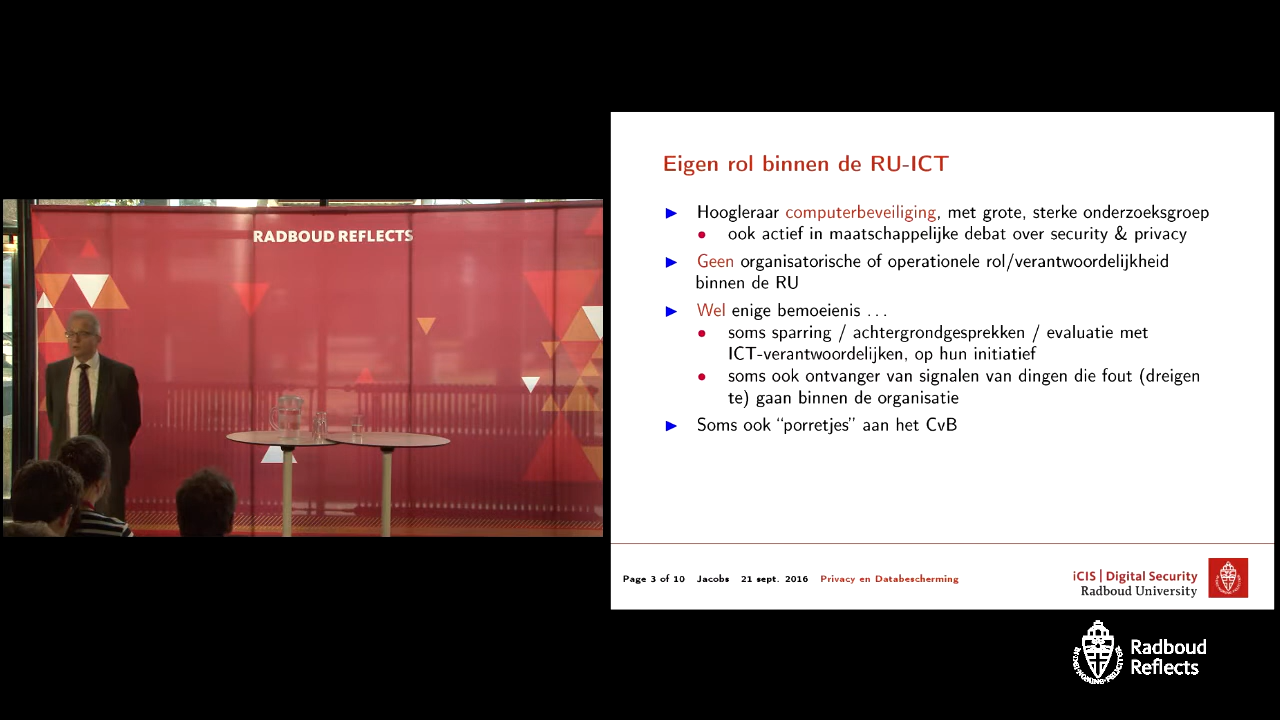 RADBOUD REFLECTS
Eigen rol binnen de RU-ICT
Hoogleraar computerbeveiliging, met grote, sterke onderzoeksgroep
ook actief in maatschappelijke debat over security & privacy
Geen organisatorische of operationele rol/verantwoordelijkheid
binnen de RU
Wel enige bemoeienis . . .
soms sparring / achtergrondgesprekken / evaluatie met
ICT-verantwoordelijken, op hun initiatief
soms ook ontvanger van signalen van dingen die fout (dreigen
te) gaan binnen de organisatie
Soms ook “porretjes” aan het CvB
Page 3 of 10 Jacobs 21 sept. 2016 Privacy en Databescherming
iCIS | Digital Security
Radboud University
Radboud
Reflects